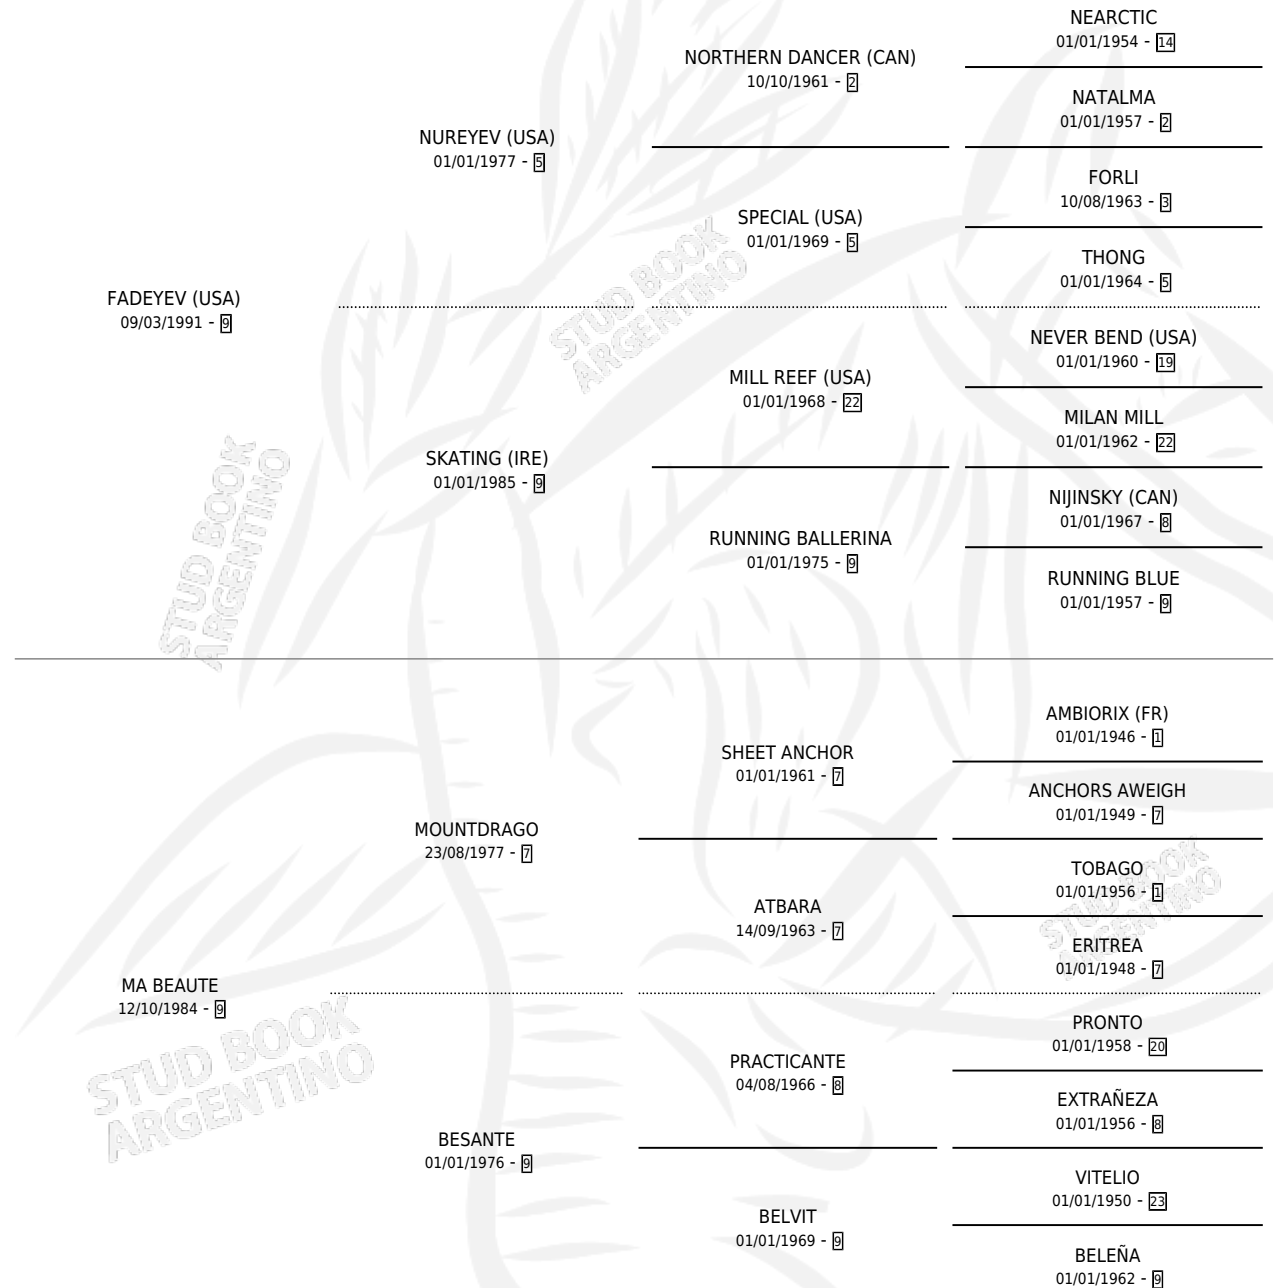 NEARCTIC
01/01/1954 - 14
NORTHERN DANCER (CAN)
10/10/1961 - 2
NATALMA
01/01/1957 - 2
NUREYEV (USA)
01/01/1977 - 5
FORLI
10/08/1963 - 3
SPECIAL (USA)
01/01/1969 - 5
THONG
01/01/1964 - 5
FADEYEV (USA)
09/03/1991 - 9
STUD BOOK
ARGENTINO
NEVER BEND (USA)
01/01/1960 - 19
MILL REEF (USA)
01/01/1968 - 22
MILAN MILL
01/01/1962 - 22
SKATING (IRE)
01/01/1985 - 9
NIJINSKY (CAN)
01/01/1967 - 8
RUNNING BALLERINA
01/01/1975 - 9
RUNNING BLUE
01/01/1957 - 9
STUD BOOK
ARGENTINO
AMBIORIX (FR)
01/01/1946 - 1
SHEET ANCHOR
01/01/1961 - 7
ANCHORS AWEIGH
01/01/1949 - 7
MOUNTDRAGO
23/08/1977 - 7
TOBAGO
01/01/1956 - 1
ATBARA
14/09/1963 - 7
ERITREA
01/01/1948 - 7
STUD BOOK
ARGENTINO
MA BEAUTE
12/10/1984 - 9
PRONTO
01/01/1958 - 20
PRACTICANTE
04/08/1966 - 8
EXTRAÑEZA
01/01/1956 - 8
STUD BOOK
ARGENTINO
BESANTE
01/01/1976 - 9
VITELIO
01/01/1950 - 23
BELVIT
01/01/1969 - 9
BELEÑA
01/01/1962 - 9